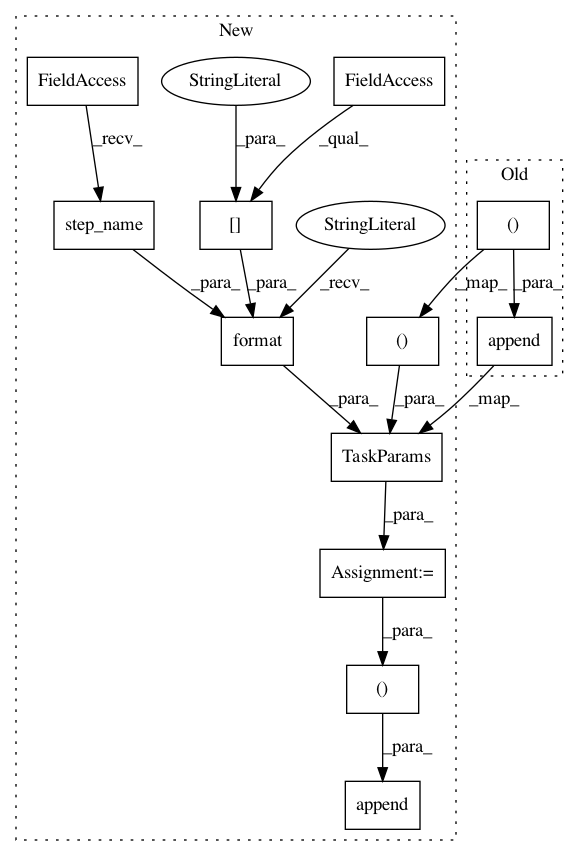 New
FieldAccess
StringLiteral
FieldAccess
_recv_
_para_
_qual_
Old
step_name
[]
StringLiteral
()
_para_
_para_
_recv_
_map_
_para_
format
()
append
_para_
_para_
_map_
TaskParams
_para_
Assignment:=
_para_
()
_para_
append